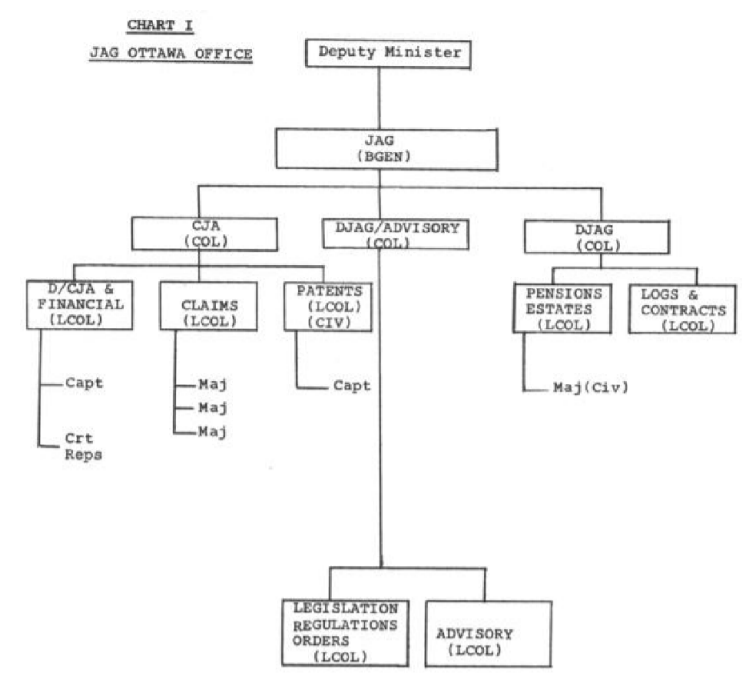 CHART I
JAG OTTAWA OFFICE
Deputy Minister
JAG
(BGEN)
CJA
(COL)
DJAG/ADVISORY
(COL)
DJAG
(COL)
D/CJA &
FINANCIAL
(LCOL)
CLAIMS
(LCOL)
PATENTS
(LCOL)
(CIV)
PENSIONS
ESTATES
(LCOL)
LOGS &
CONTRACTS
(LCOL)
Capt
Crt
Reps
Maj
Maj
Maj
Capt
Maj(Civ)
LEGISLATION
REGULATIONS
ORDERS
(LCOL)
ADVISORY
(LCOL)